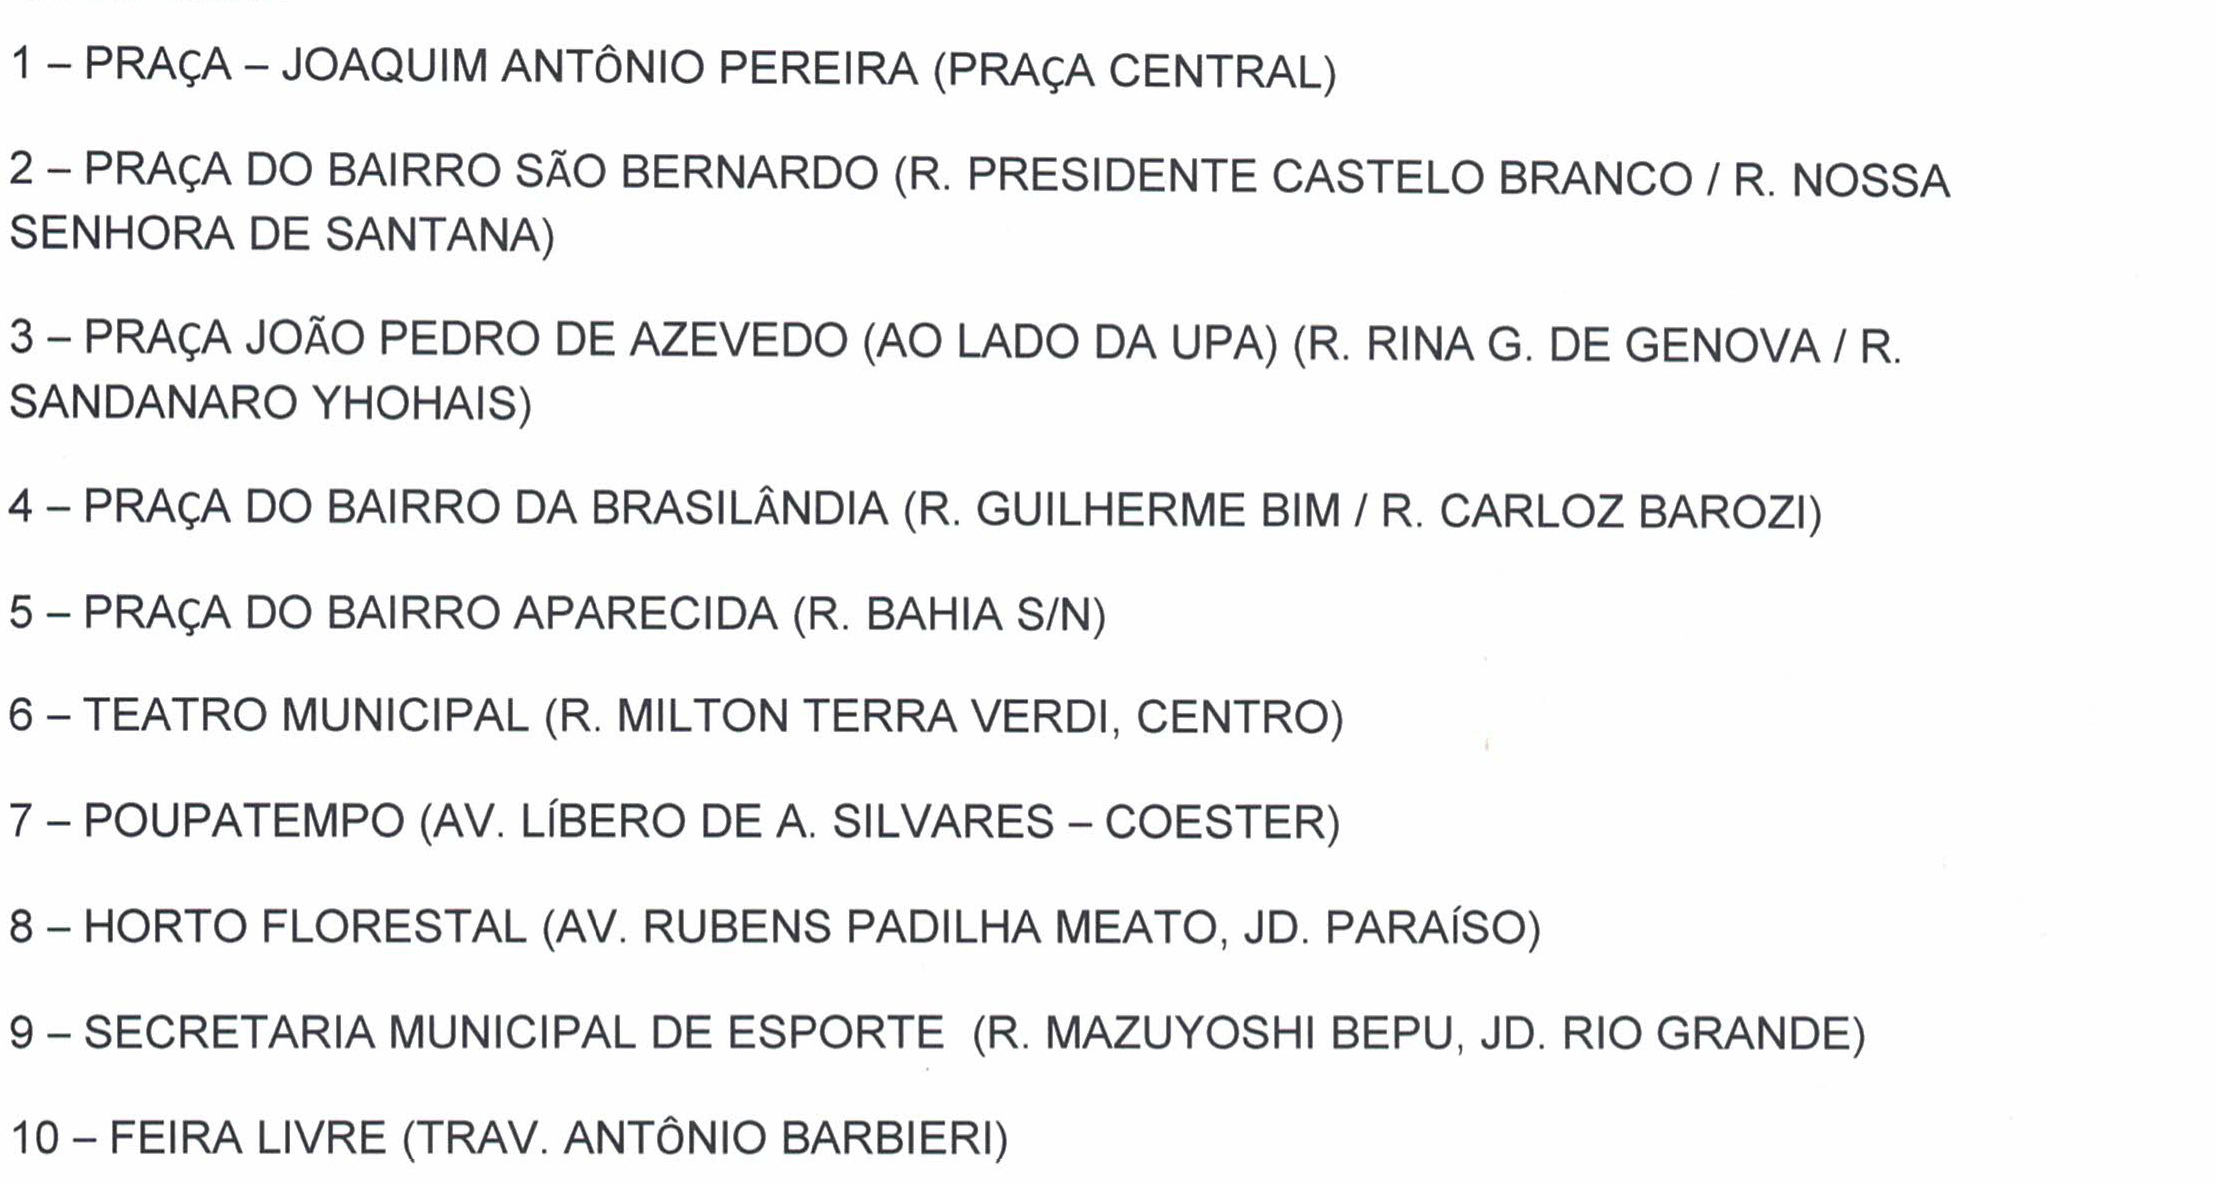 1 – PRAÇA – JOAQUIM ANTÔNIO PEREIRA (PRAÇA CENTRAL)
2 – PRAÇA DO BAIRRO SÃO BERNARDO (R. PRESIDENTE CASTELO BRANCO / R. NOSSA
SENHORA DE SANTANA)
3 – PRAÇA JOÃO PEDRO DE AZEVEDO (AO LADO DA UPA) (R. RINA G. DE GENOVA / R.
SANDANARO YHOHAIS)
4 – PRAÇA DO BAIRRO DA BRASILÂNDIA (R. GUILHERME BIM / R. CARLOZ BAROZI)
5 – PRAÇA DO BAIRRO APARECIDA (R. BAHIA S/N)
6 – TEATRO MUNICIPAL (R. MILTON TERRA VERDI, CENTRO)
7 – POUPATEMPO (AV. LÍBERO DE A. SILVARES – COESTER)
8 – HORTO FLORESTAL (AV. RUBENS PADILHA MEATO, JD. PARAÍSO)
9 – SECRETARIA MUNICIPAL DE ESPORTE (R. MAZUYOSHI BEPU, JD. RIO GRANDE)
10 – FEIRA LIVRE (TRAV. ANTÔNIO BARBIERI)